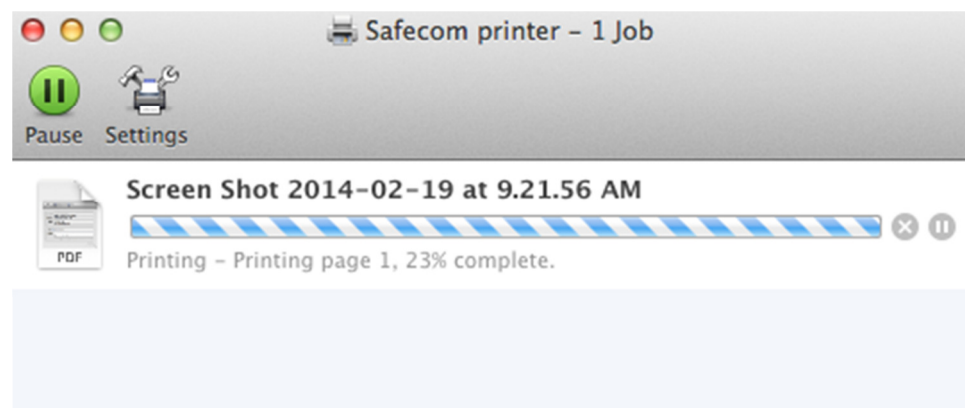 Safecom printer – 1 Job
Pause Settings
Screen Shot 2014–02–19 at 9.21.56 AM
PDF
Printing – Printing page 1, 23% complete.